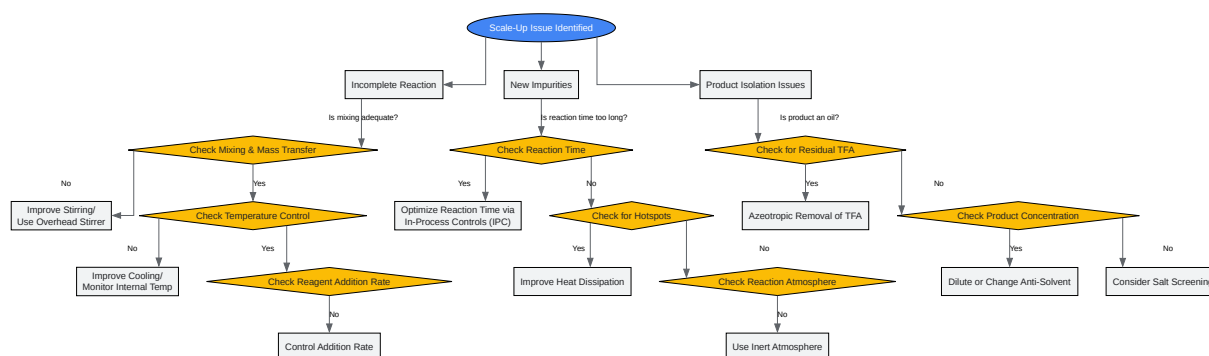 Scale-Up Issue Identified
Incomplete Reaction
New Impurities
Product Isolation Issues
Is mixing adequate?
Is reaction time too long?
Is product an oil?
Check Mixing & Mass Transfer
Check Reaction Time
Check for Residual TFA
No
Yes
Yes
No
Yes
No
Improve Stirring/
Use Overhead Stirrer
Check Temperature Control
Optimize Reaction Time via
In-Process Controls (IPC)
Check for Hotspots
Azeotropic Removal of TFA
Check Product Concentration
No
Yes
Yes
No
Yes
No
Improve Cooling/
Monitor Internal Temp
Check Reagent Addition Rate
Improve Heat Dissipation
Check Reaction Atmosphere
Dilute or Change Anti-Solvent
Consider Salt Screening
No
No
Control Addition Rate
Use Inert Atmosphere